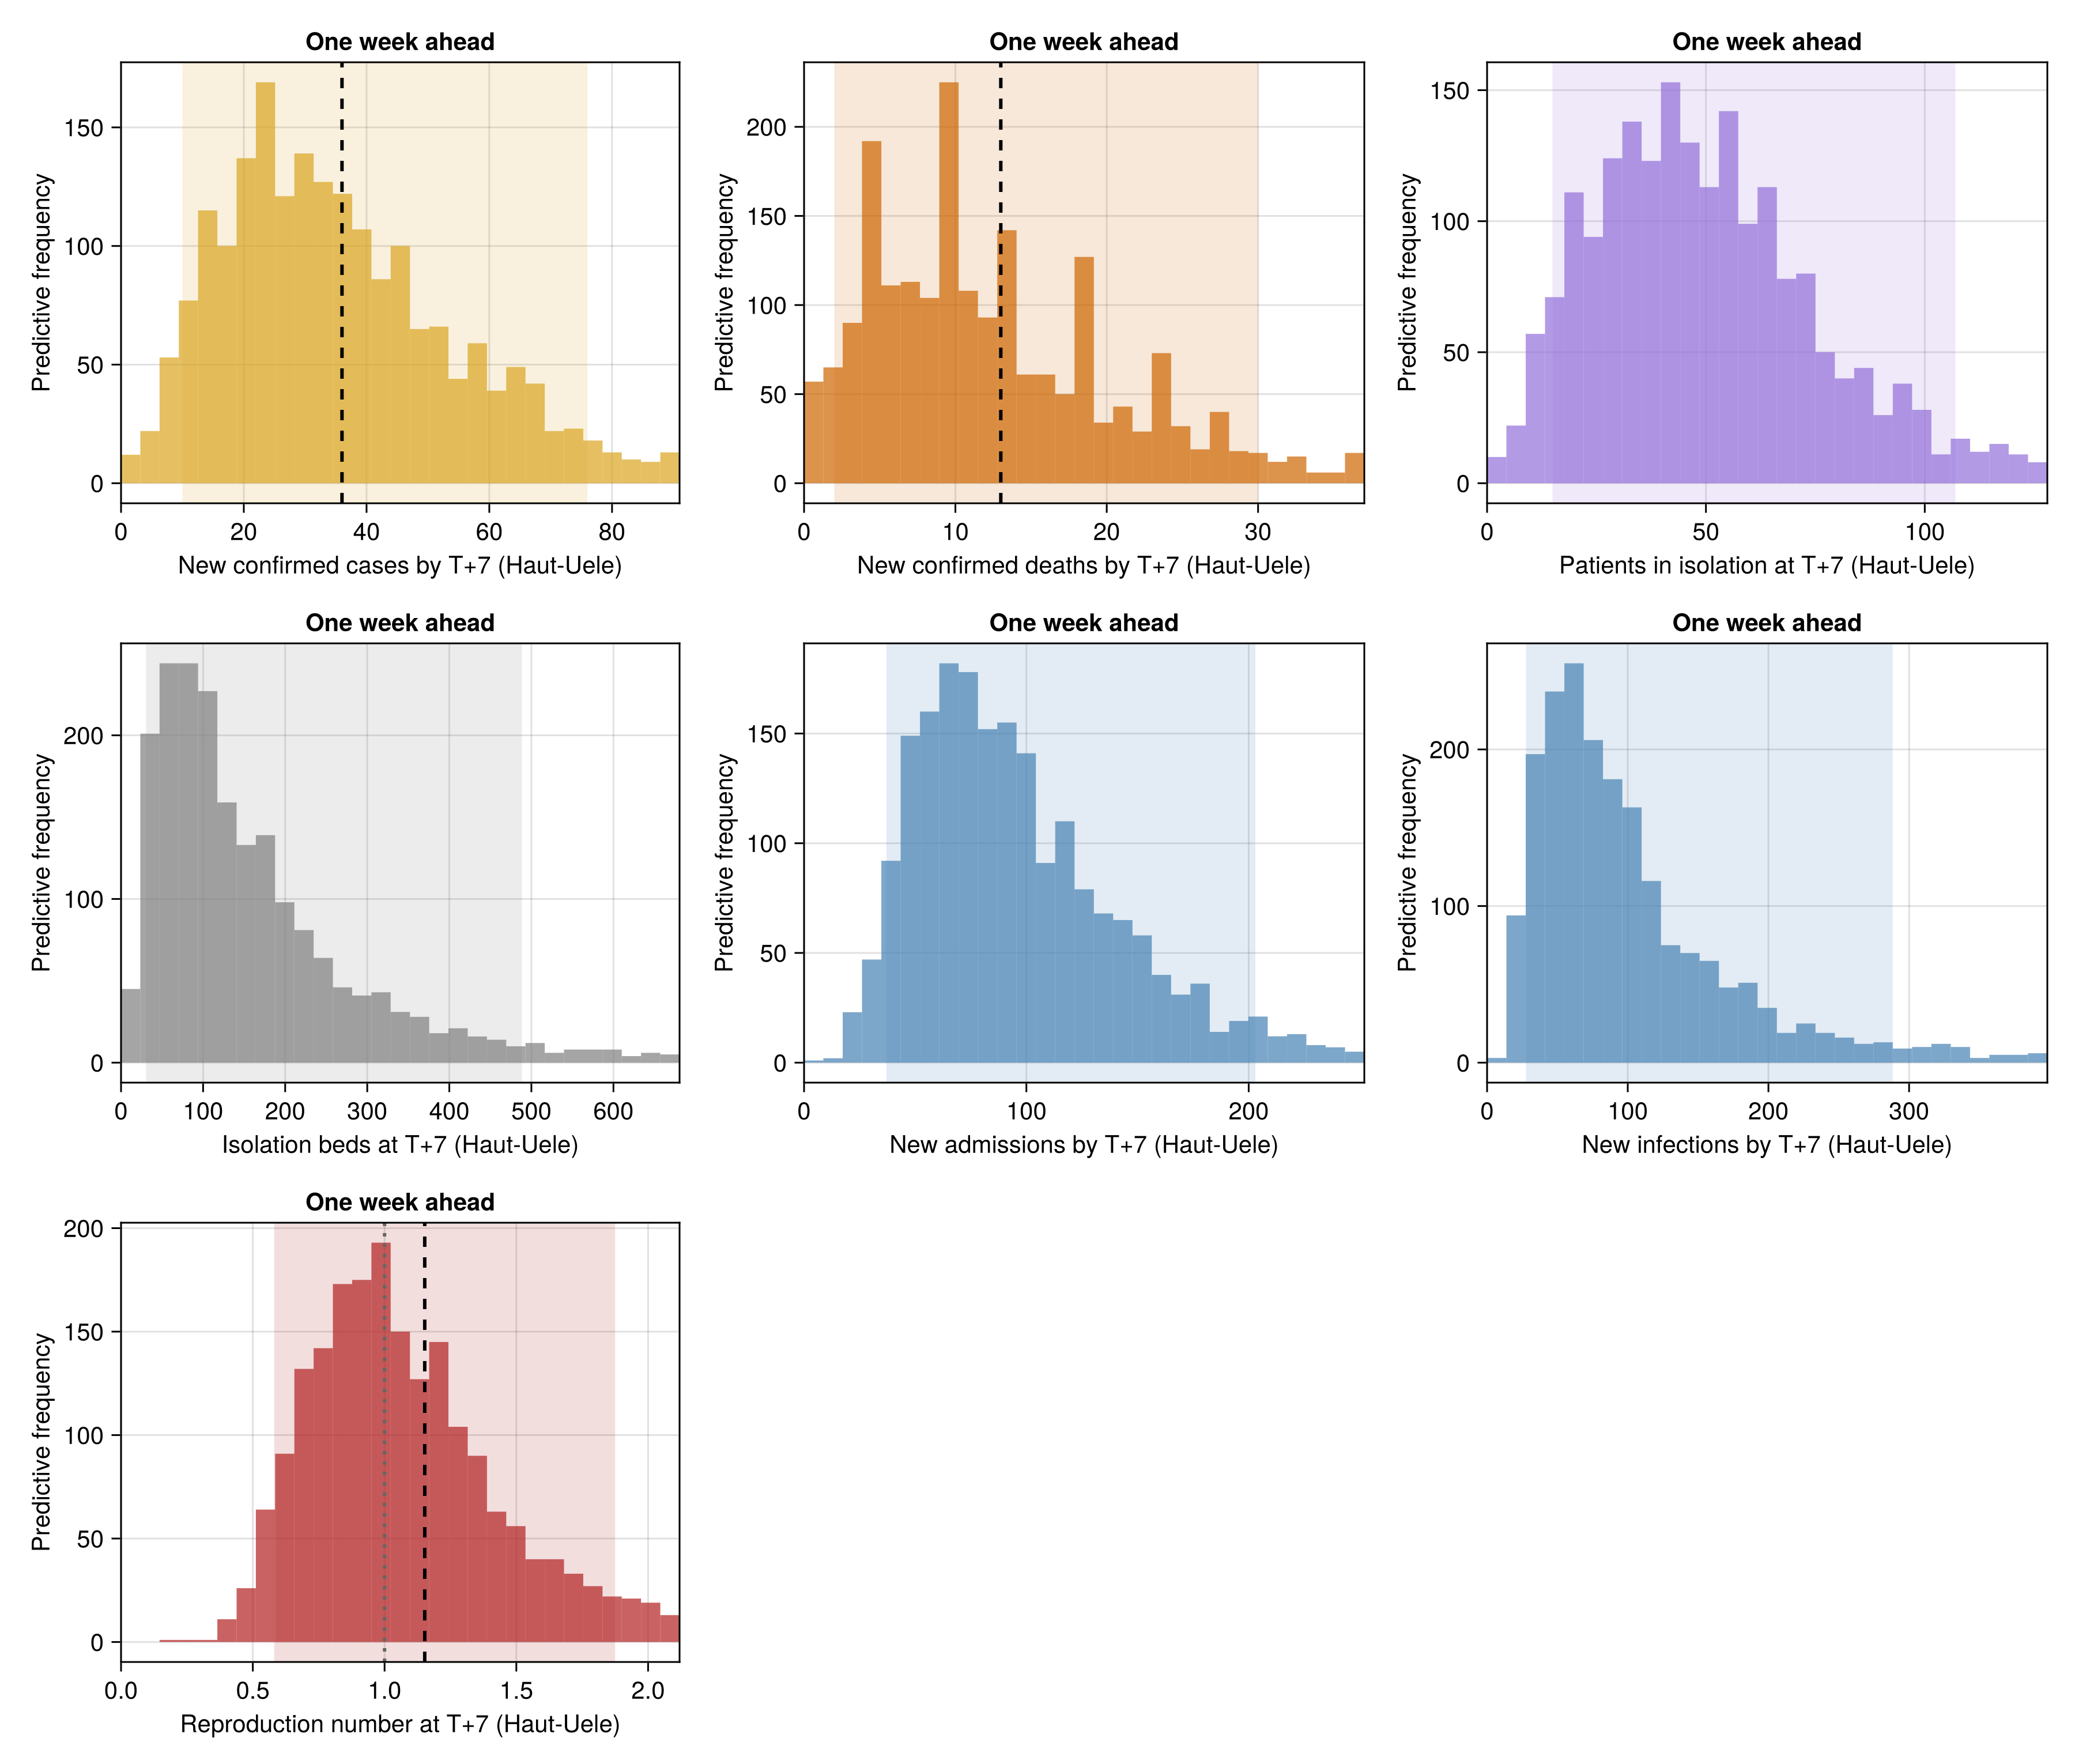 One week ahead
Predictive frequency
150
100
50
0
0 20 40 60 80
New confirmed cases by T+7 (Haut-Uele)
One week ahead
Predictive frequency
200
150
100
50
0
0 10 20 30
New confirmed deaths by T+7 (Haut-Uele)
One week ahead
Predictive frequency
150
100
50
0
0 50 100
Patients in isolation at T+7 (Haut-Uele)
One week ahead
Predictive frequency
200
100
0
0 100 200 300 400 500 600
Isolation beds at T+7 (Haut-Uele)
One week ahead
Predictive frequency
150
100
50
0
0 100 200
New admissions by T+7 (Haut-Uele)
One week ahead
Predictive frequency
200
100
0
0 100 200 300
New infections by T+7 (Haut-Uele)
One week ahead
Predictive frequency
200
150
100
50
0
0.0 0.5 1.0 1.5 2.0
Reproduction number at T+7 (Haut-Uele)